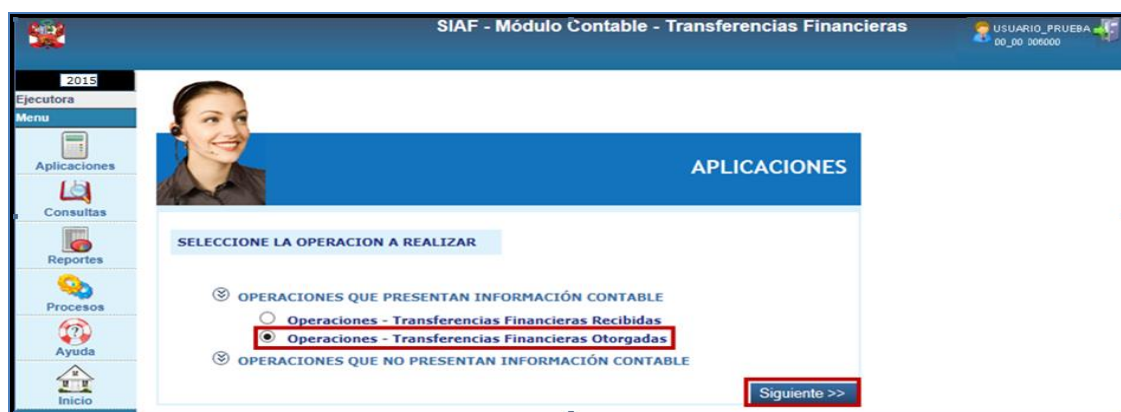 SIAF - Módulo Contable - Transferencias Financieras
USUARIO_PRUEBA
00_00 006000
2015
Ejecutora
Menu
Aplicaciones
Consultas
Reportes
Procesos
Ayuda
Inicio
APLICACIONES
SELECCIONE LA OPERACION A REALIZAR
OPERACIONES QUE PRESENTAN INFORMACIÓN CONTABLE
Operaciones - Transferencias Financieras Recibidas
Operaciones - Transferencias Financieras Otorgadas
OPERACIONES QUE NO PRESENTAN INFORMACIÓN CONTABLE
Siguiente >>